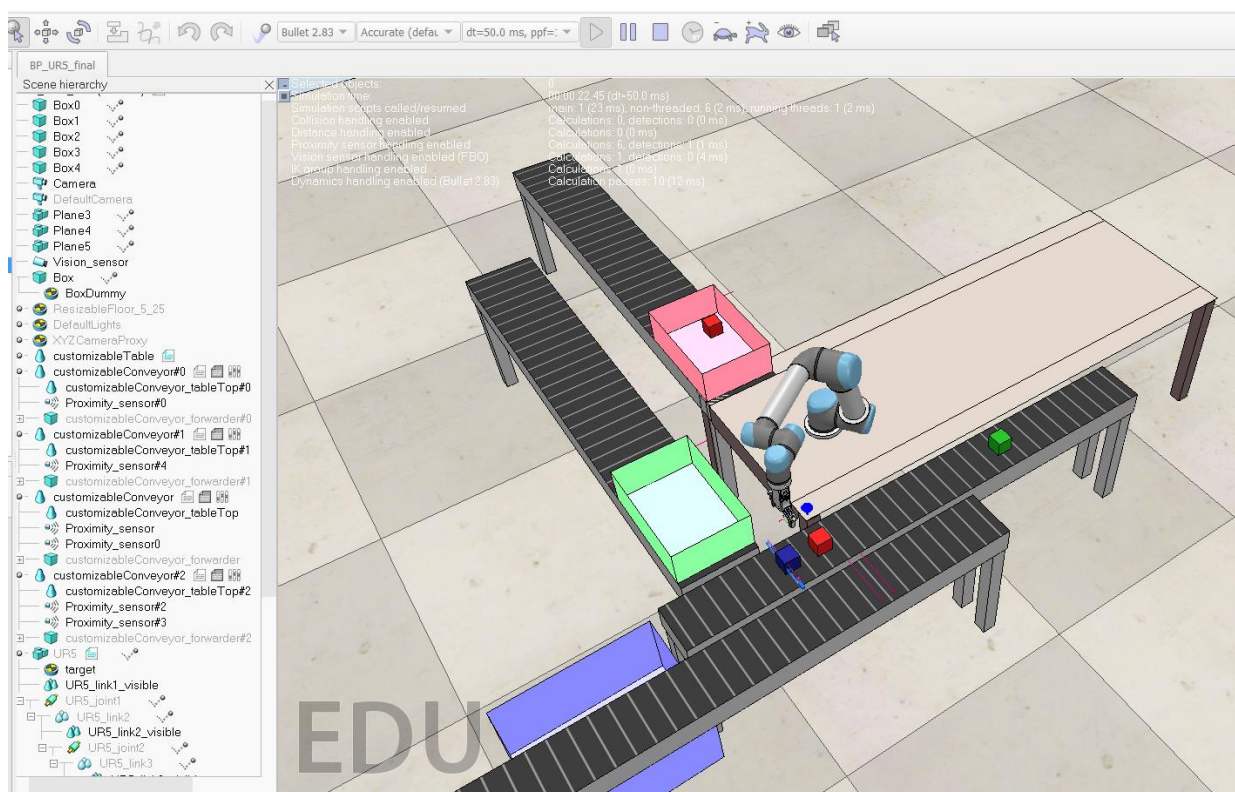 Bullet 2.83
Accurate (defau
dt=50.0 ms, ppf=:
BP_UR5_final
Scene hierarchy
Box0
Box1
Box2
Box3
Box4
Camera
DefaultCamera
Plane3
Plane4
Plane5
Vision_sensor
Box
BoxDummy
ResizableFloor_5_25
DefaultLights
XYZCameraProxy
customizableTable
customizableConveyor#0
customizableConveyor_tableTop#0
Proximity_sensor#0
customizableConveyor_forwarder#0
customizableConveyor#1
customizableConveyor_tableTop#1
Proximity_sensor#4
customizableConveyor_forwarder#1
customizableConveyor
customizableConveyor_tableTop
Proximity_sensor
Proximity_sensor0
customizableConveyor_forwarder
customizableConveyor#2
customizableConveyor_tableTop#2
Proximity_sensor#2
Proximity_sensor#3
customizableConveyor_forwarder#2
UR5
target
UR5_link1_visible
UR5_joint1
UR5_link2
UR5_link2_visible
UR5_joint2
UR5_link3
Selected objects: 0
Simulation time: 00:00:22.45 (dt=50.0 ms)
Simulation scripts called/resumed main: 1 (23 ms), non-threaded: 6 (2 ms), running threads: 1 (2 ms)
Collision handling enabled Calculations: 0, detections: 0 (0 ms)
Distance handling enabled Calculations: 0 (0 ms)
Proximity sensor handling enabled Calculations: 6, detections: 1 (1 ms)
Vision sensor handling enabled (FBO) Calculations: 1, detections: 0 (4 ms)
IK group handling enabled Calculations: 1 (0 ms)
Dynamics handling enabled (Bullet 2.83) Calculation passes: 10 (12 ms)
EDU